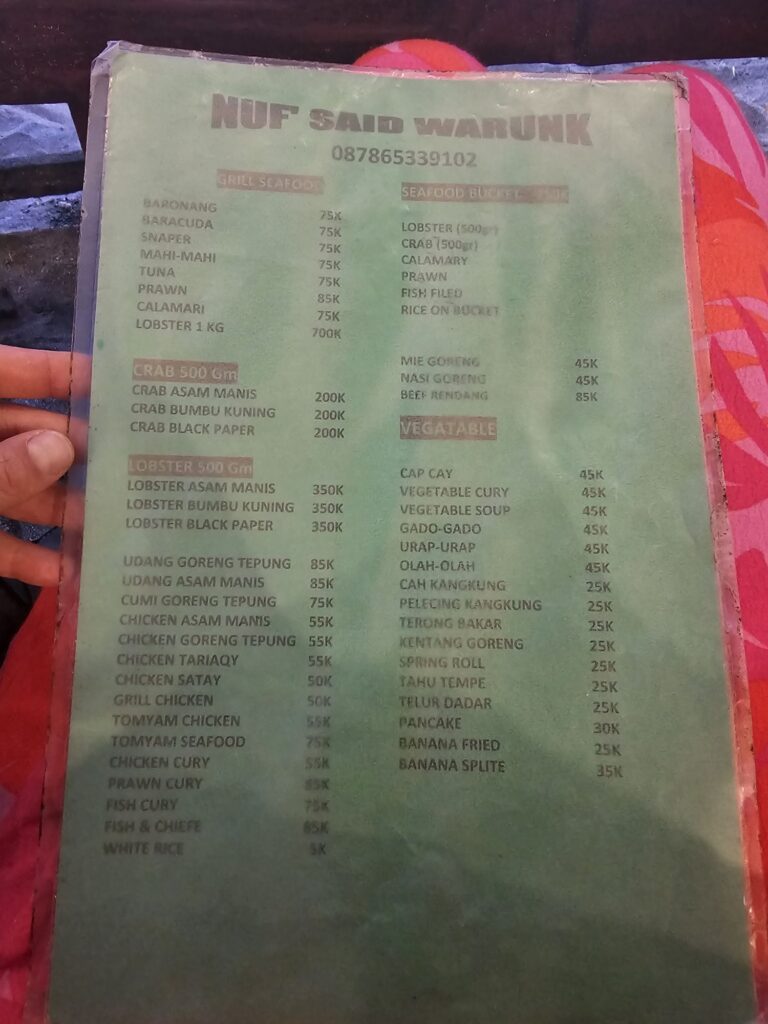 NUF' SAID WARUNK
087865339102
GRILL SEAFOOD
BARONANG 75K
BARACUDA 75K
SNAPER 75K
MAHI-MAHI 75K
TUNA 75K
PRAWN 85K
CALAMARI 75K
LOBSTER 1 KG 700K
CRAB 500 Gm
CRAB ASAM MANIS 200K
CRAB BUMBU KUNING 200K
CRAB BLACK PAPER 200K
LOBSTER 500 Gm
LOBSTER ASAM MANIS 350K
LOBSTER BUMBU KUNING 350K
LOBSTER BLACK PAPER 350K
UDANG GORENG TEPUNG 85K
UDANG ASAM MANIS 85K
CUMI GORENG TEPUNG 75K
CHICKEN ASAM MANIS 55K
CHICKEN GORENG TEPUNG 55K
CHICKEN TARIAQY 55K
CHICKEN SATAY 50K
GRILL CHICKEN 50K
TOMYAM CHICKEN 55K
TOMYAM SEAFOOD 75K
CHICKEN CURY 55K
PRAWN CURY 85K
FISH CURY 75K
FISH & CHIEFE 85K
WHITE RICE 5K
SEAFOOD BUCKET
LOBSTER (500gr)
CRAB (500gr)
CALAMARY
PRAWN
FISH FILED
RICE ON BUCKET
MIE GORENG 45K
NASI GORENG 45K
BEEF RENDANG 85K
VEGATABLE
CAP CAY 45K
VEGETABLE CURY 45K
VEGETABLE SOUP 45K
GADO-GADO 45K
URAP-URAP 45K
OLAH-OLAH 45K
CAH KANGKUNG 25K
PELECING KANGKUNG 25K
TERONG BAKAR 25K
KENTANG GORENG 25K
SPRING ROLL 25K
TAHU TEMPE 25K
TELUR DADAR 25K
PANCAKE 30K
BANANA FRIED 25K
BANANA SPLITE 35K